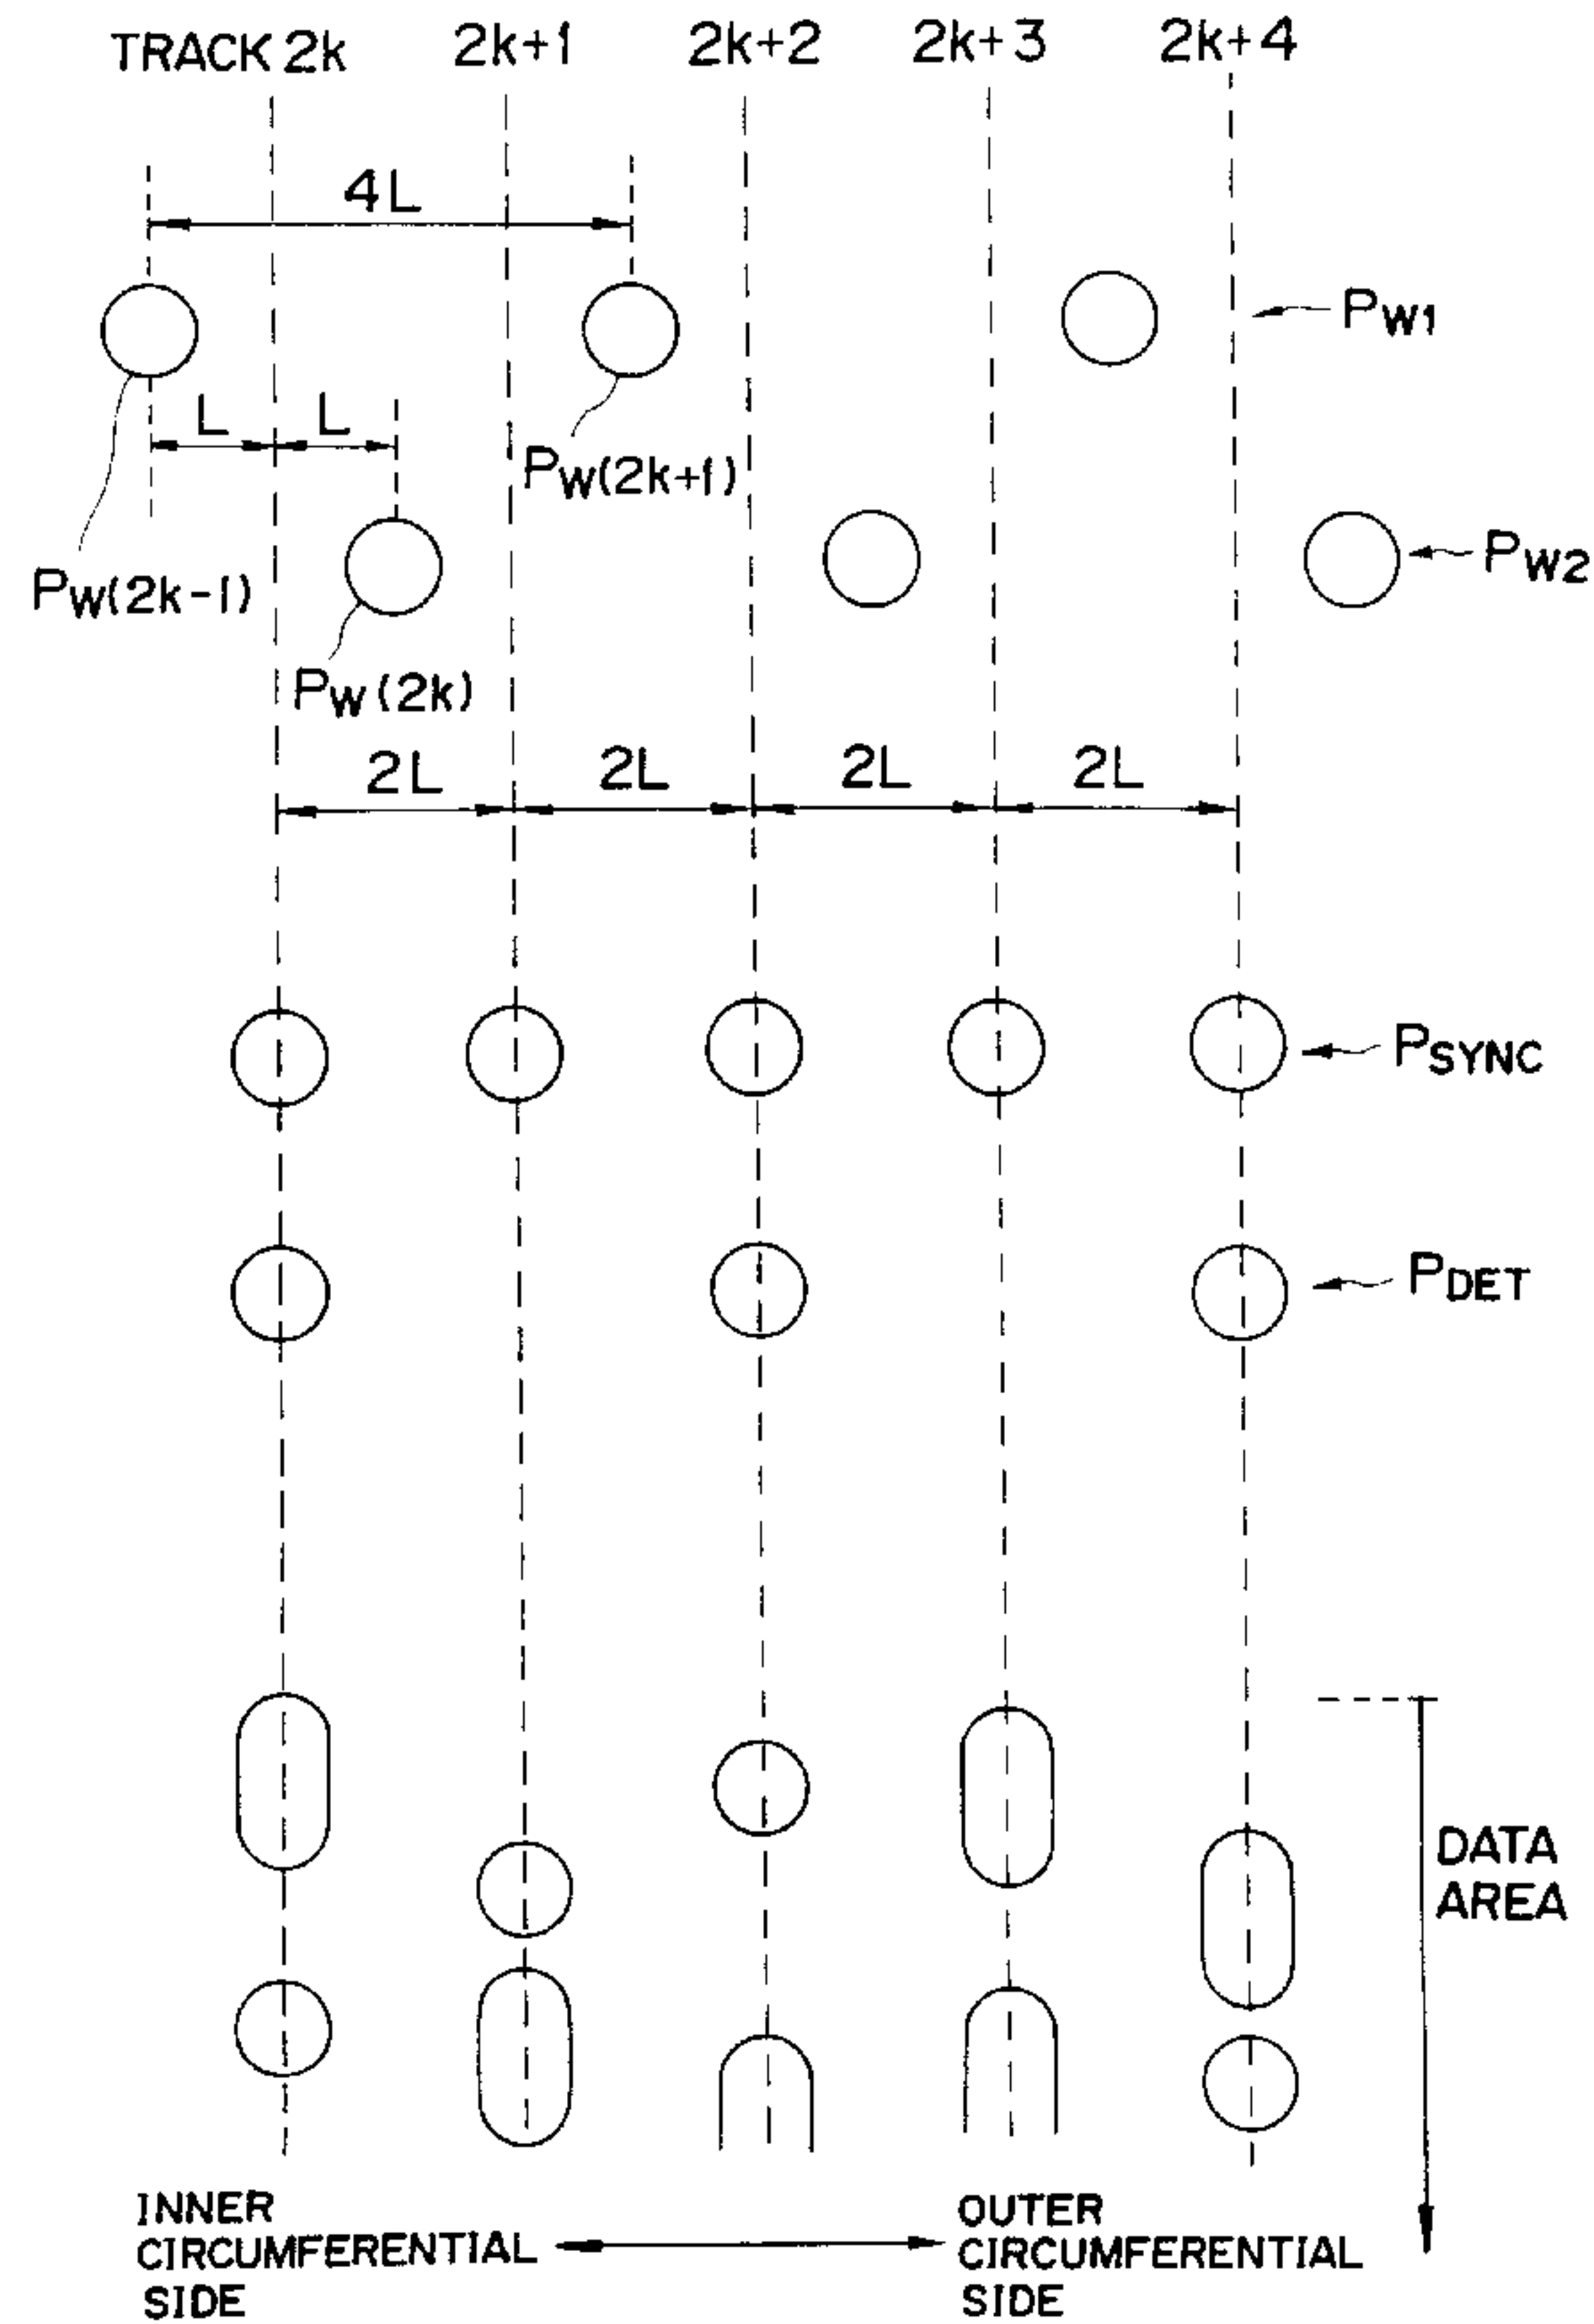 TRACK 2k 2k+1 2k+2 2k+3 2k+4
4L
PW1
L L
PW(2k+1)
PW2
PW(2k-1)
PW(2k)
2L 2L 2L 2L
PSYNC
PDET
DATA
AREA
INNER
CIRCUMFERENTIAL
SIDE
OUTER
CIRCUMFERENTIAL
SIDE